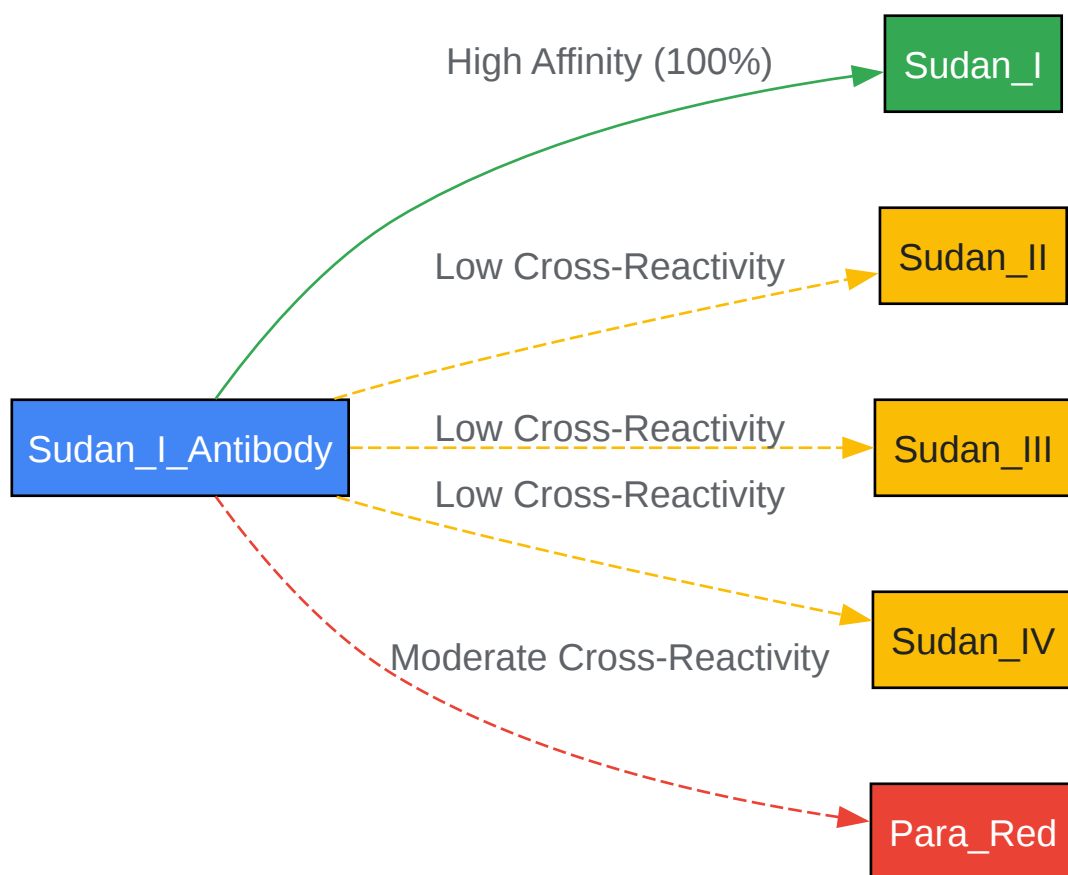 High Affinity (100%)
Sudan_I
Low Cross-Reactivity
Sudan_II
Sudan_I_Antibody
Low Cross-Reactivity
Sudan_III
Low Cross-Reactivity
Sudan_IV
Moderate Cross-Reactivity
Para_Red